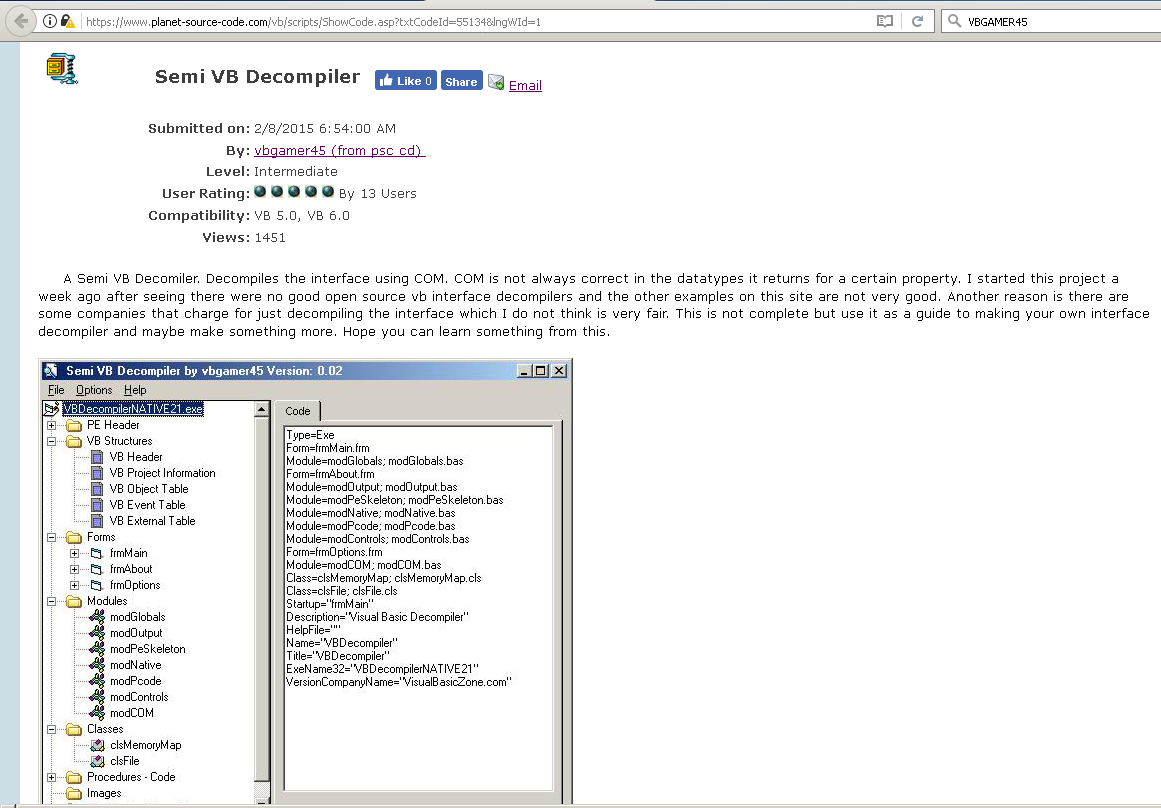 https://www.planet-source-code.com/vb/scripts/ShowCode.asp?txtCodeId=55134&lngWId=1
VBGAMER45
Semi VB Decompiler
Like 0
Share
Email
Submitted on: 2/8/2015 6:54:00 AM
By: vbgamer45 (from psc cd)
Level: Intermediate
User Rating: By 13 Users
Compatibility: VB 5.0, VB 6.0
Views: 1451
A Semi VB Decomiler. Decompiles the interface using COM. COM is not always correct in the datatypes it returns for a certain property. I started this project a
week ago after seeing there were no good open source vb interface decompilers and the other examples on this site are not very good. Another reason is there are
some companies that charge for just decompiling the interface which I do not think is very fair. This is not complete but use it as a guide to making your own interface
decompiler and maybe make something more. Hope you can learn something from this.
Semi VB Decompiler by vbgamer45 Version: 0.02
File Options Help
VBDecompilerNATIVE21.exe
PE Header
VB Structures
VB Header
VB Project Information
VB Object Table
VB Event Table
VB External Table
Forms
frmMain
frmAbout
frmOptions
Modules
modGlobals
modOutput
modPeSkeleton
modNative
modPcode
modControls
modCOM
Classes
clsMemoryMap
clsFile
Procedures - Code
Images
Code
Type=Exe
Form=frmMain.frm
Module=modGlobals; modGlobals.bas
Form=frmAbout.frm
Module=modOutput; modOutput.bas
Module=modPeSkeleton; modPeSkeleton.bas
Module=modNative; modNative.bas
Module=modPcode; modPcode.bas
Module=modControls; modControls.bas
Form=frmOptions.frm
Module=modCOM; modCOM.bas
Class=clsMemoryMap; clsMemoryMap.cls
Class=clsFile; clsFile.cls
Startup="frmMain"
Description="Visual Basic Decompiler"
HelpFile=""
Name="VBDecompiler"
Title="VBDecompiler"
ExeName32="VBDecompilerNATIVE21"
VersionCompanyName="VisualBasicZone.com"